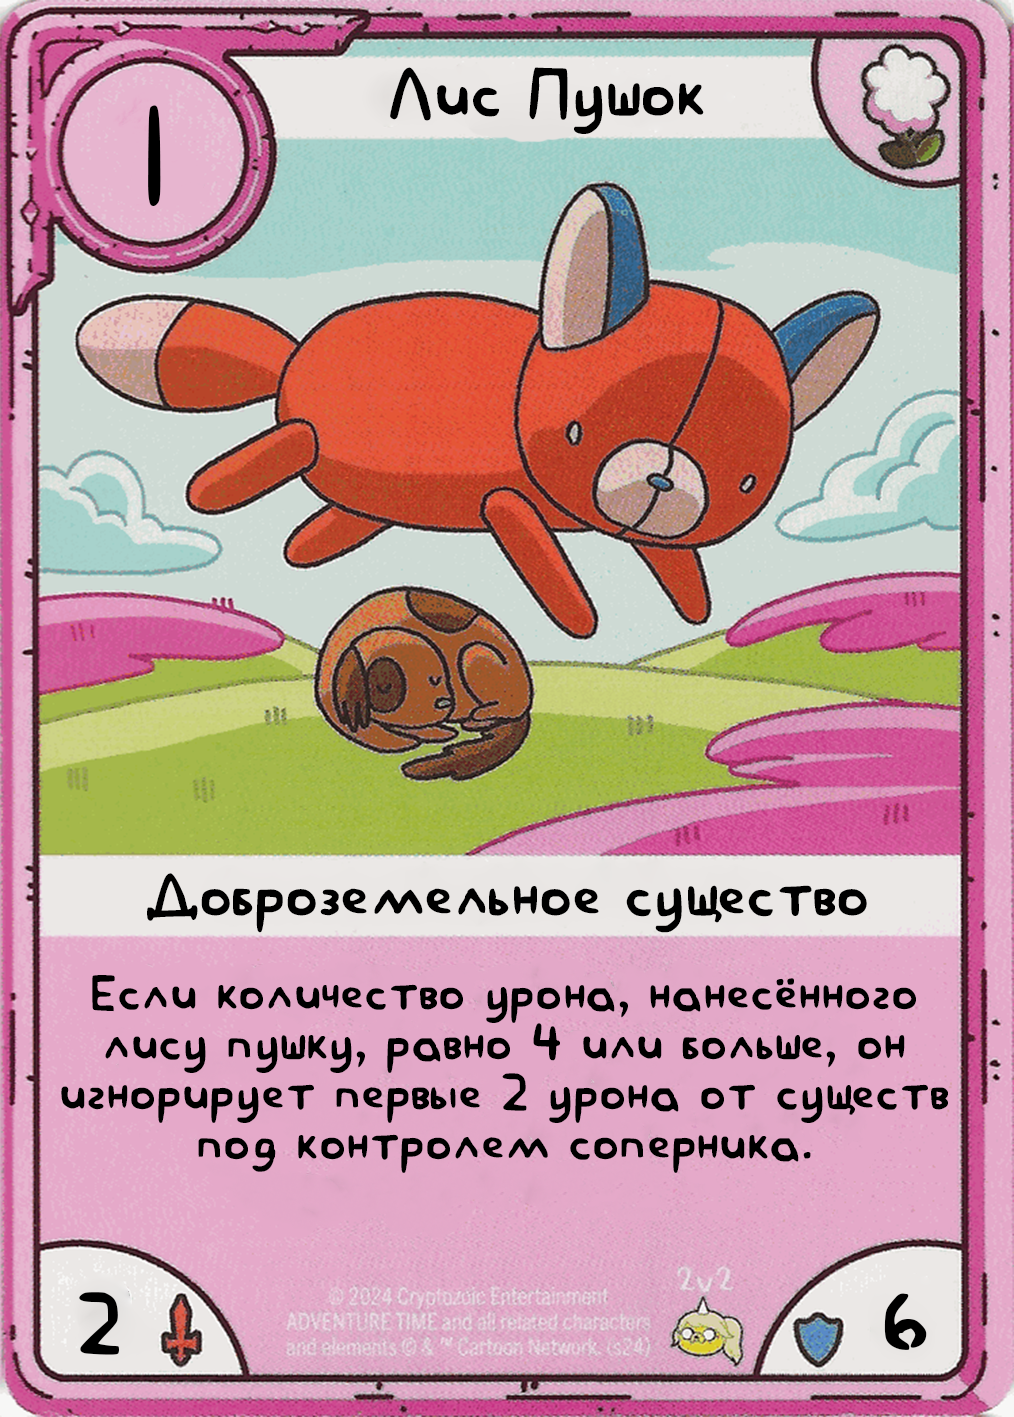 1
Лис Пушок
Доброземельное существо
Если количество урона, нанесённого
лису пушку, равно 4 или больше, он
игнорирует первые 2 урона от существ
под контролем соперника.
2v2
© 2024 Cryptozoic Entertainment
ADVENTURE TIME and all related characters
and elements © & ™ Cartoon Network. (s24)
2
6